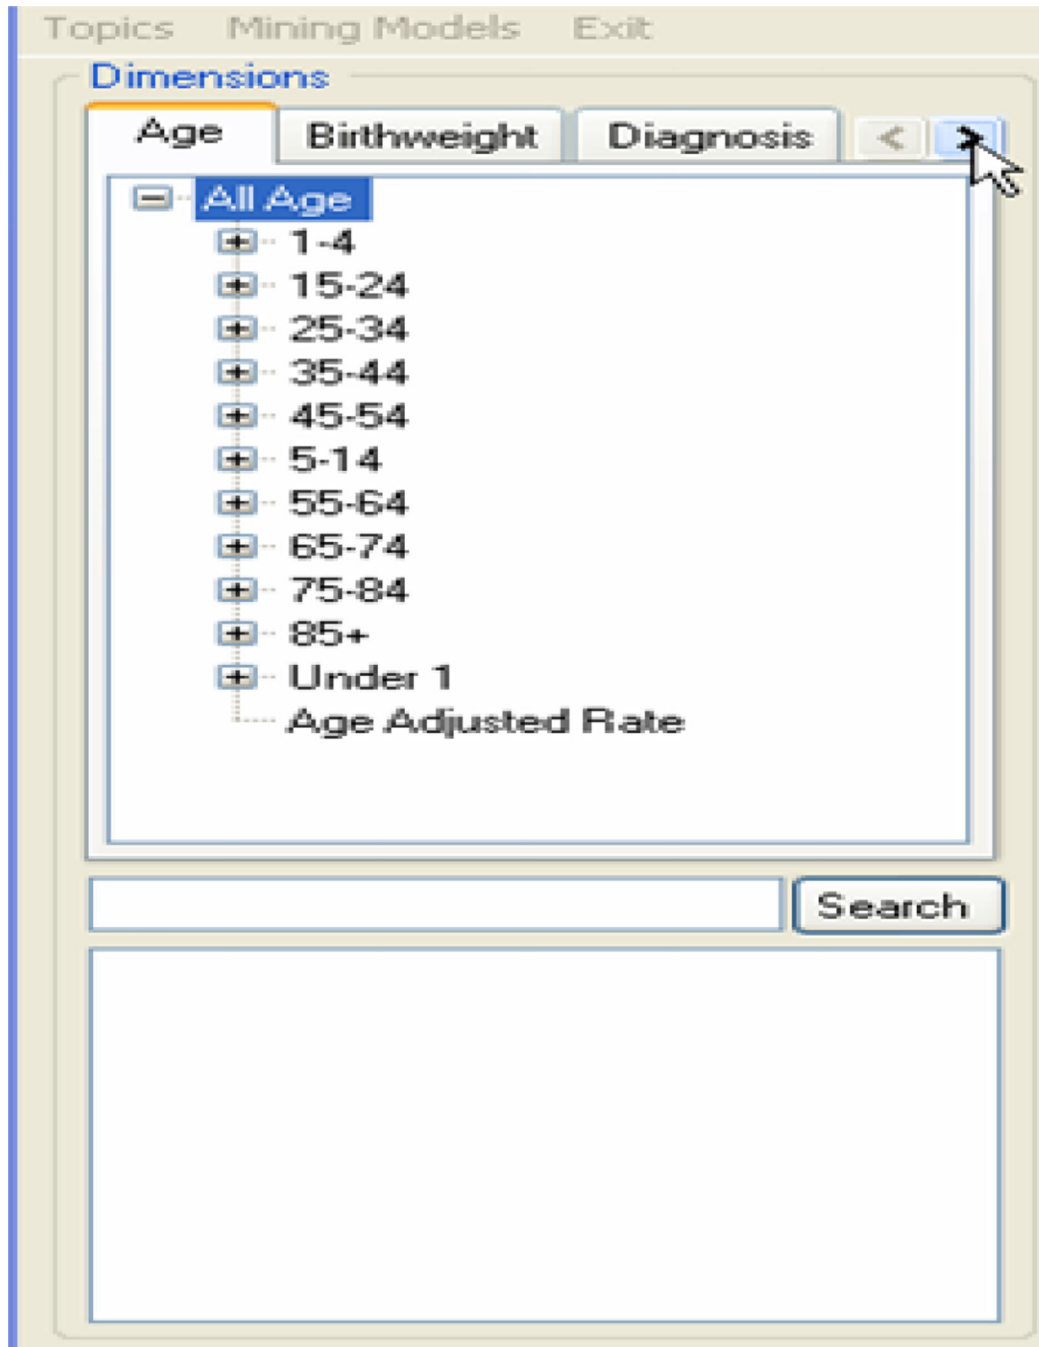 Topics Mining Models Exit
Dimensions
Age Birthweight Diagnosis < >
All Age
1-4
15-24
25-34
35-44
45-54
5-14
55-64
65-74
75-84
85+
Under 1
Age Adjusted Rate
Search